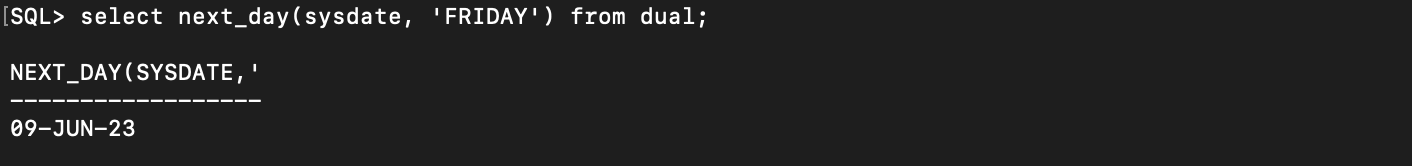 [SQL> select next_day(sysdate, 'FRIDAY') from dual;
NEXT_DAY(SYSDATE,'
------------------
09-JUN-23